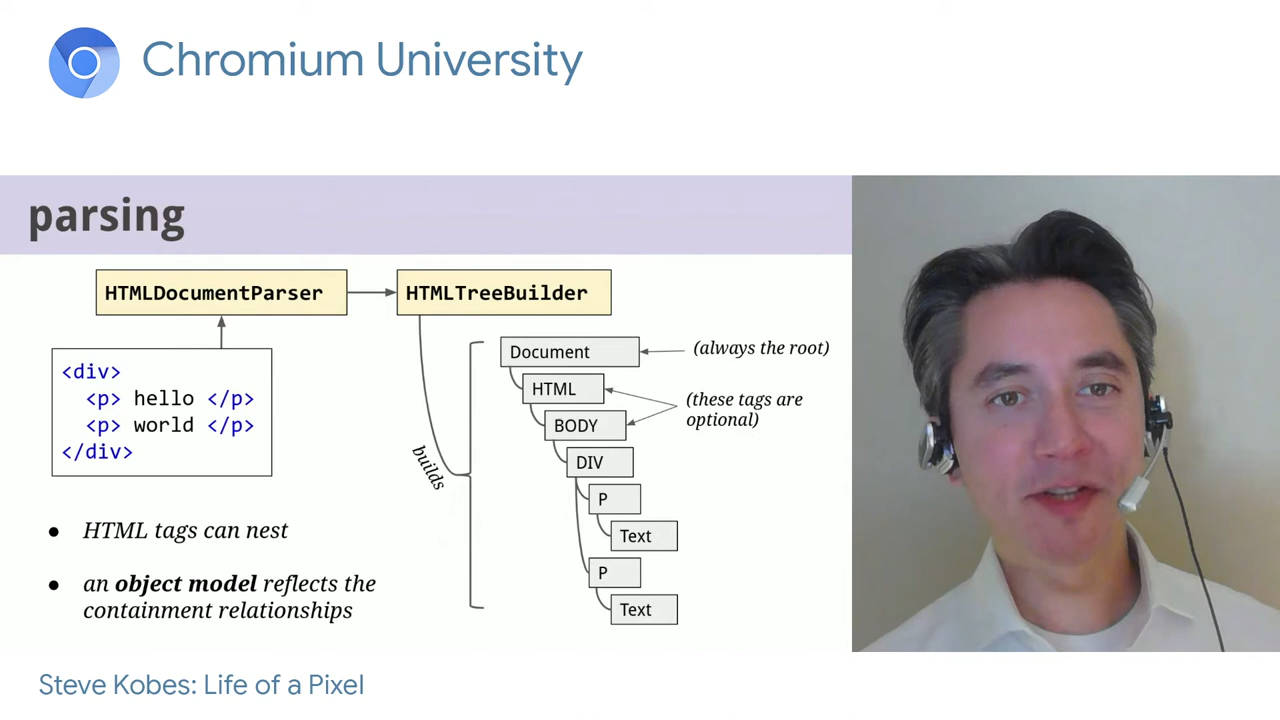 Chromium University
parsing
HTMLDocumentParser
HTMLTreeBuilder
<div>
<p> hello </p>
<p> world </p>
</div>
builds
Document
(always the root)
HTML
(these tags are
optional)
BODY
DIV
P
Text
P
Text
HTML tags can nest
an object model reflects the
containment relationships
Steve Kobes: Life of a Pixel